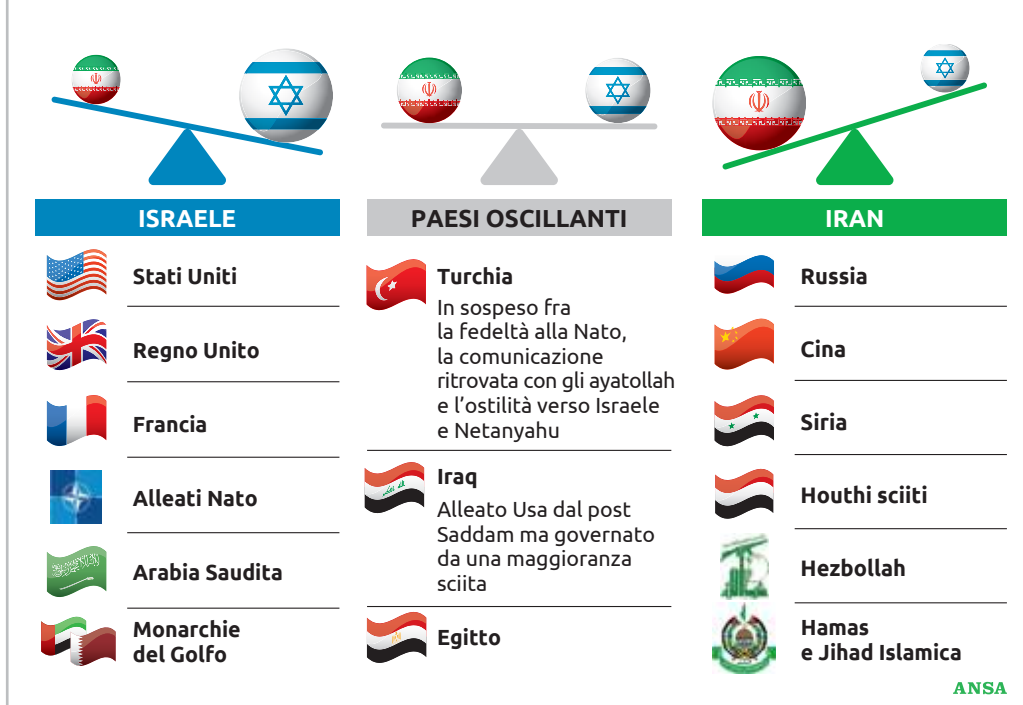 ISRAELE
Stati Uniti
Regno Unito
Francia
Alleati Nato
Arabia Saudita
Monarchie
del Golfo
PAESI OSCILLANTI
Turchia
In sospeso fra
la fedeltà alla Nato,
la comunicazione
ritrovata con gli ayatollah
e l'ostilità verso Israele
e Netanyahu
Iraq
Alleato Usa dal post
Saddam ma governato
da una maggioranza
sciita
Egitto
IRAN
Russia
Cina
Siria
Houthi sciiti
Hezbollah
Hamas
e Jihad Islamica
ANSA